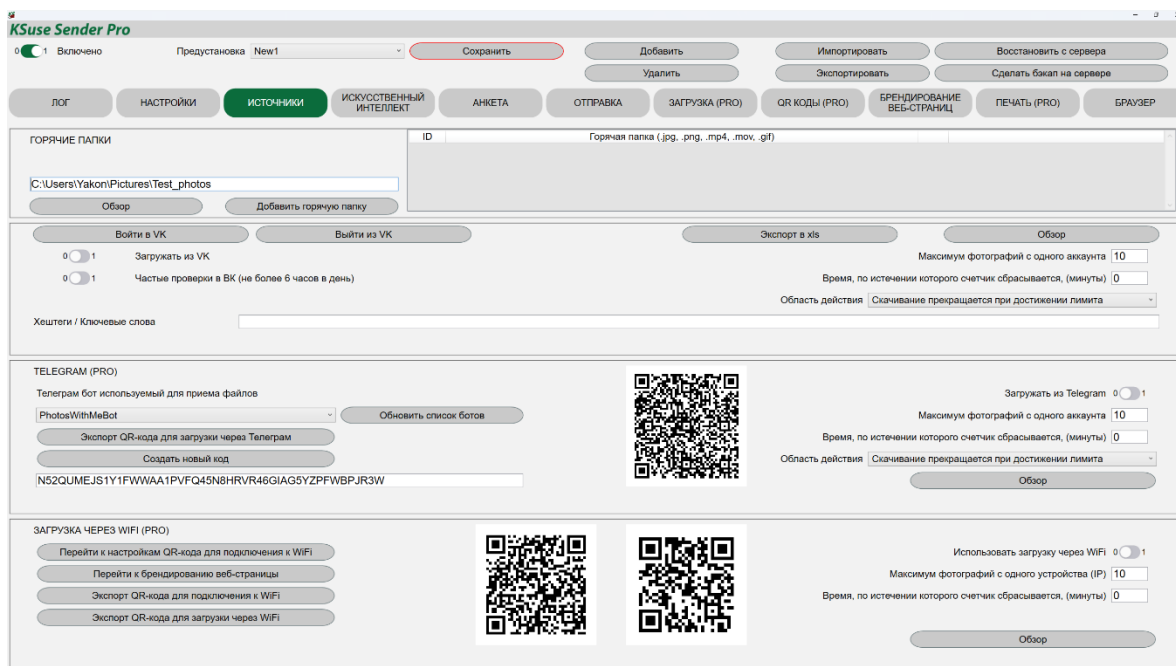 KSuse Sender Pro
0 1 Включено Предустановка New1 Сохранить Добавить Импортировать Восстановить с сервера
Удалить Экспортировать Сделать бэкап на сервере
ЛОГ НАСТРОЙКИ ИСТОЧНИКИ ИСКУССТВЕННЫЙ ИНТЕЛЛЕКТ АНКЕТА ОТПРАВКА ЗАГРУЗКА (PRO) QR КОДЫ (PRO) БРЕНДИРОВАНИЕ ВЕБ-СТРАНИЦ ПЕЧАТЬ (PRO) БРАУЗЕР
ГОРЯЧИЕ ПАПКИ ID Горячая папка (.jpg, .png, .mp4, .mov, .gif)
C:\Users\Yakon\Pictures\Test_photos
Обзор Добавить горячую папку
Войти в VK Выйти из VK Экспорт в xls Обзор
0 1 Загружать из VK Максимум фотографий с одного аккаунта 10
0 1 Частые проверки в ВК (не более 6 часов в день) Время, по истечении которого счетчик сбрасывается, (минуты) 0
Область действия Скачивание прекращается при достижении лимита
Хештеги / Ключевые слова
TELEGRAM (PRO)
Телеграм бот используемый для приема файлов Загружать из Telegram 0 1
PhotosWithMeBot Обновить список ботов Максимум фотографий с одного аккаунта 10
Экспорт QR-кода для загрузки через Телеграм Время, по истечении которого счетчик сбрасывается, (минуты) 0
Создать новый код Область действия Скачивание прекращается при достижении лимита
N52QUMEJS1Y1FWWAA1PVFQ45N8HRVR46GIAG5YZPFWBPJR3W Обзор
ЗАГРУЗКА ЧЕРЕЗ WIFI (PRO)
Перейти к настройкам QR-кода для подключения к WiFi Использовать загрузку через WiFi 0 1
Перейти к брендированию веб-страницы Максимум фотографий с одного устройства (IP) 10
Экспорт QR-кода для подключения к WiFi Время, по истечении которого счетчик сбрасывается, (минуты) 0
Экспорт QR-кода для загрузки через WiFi
Обзор